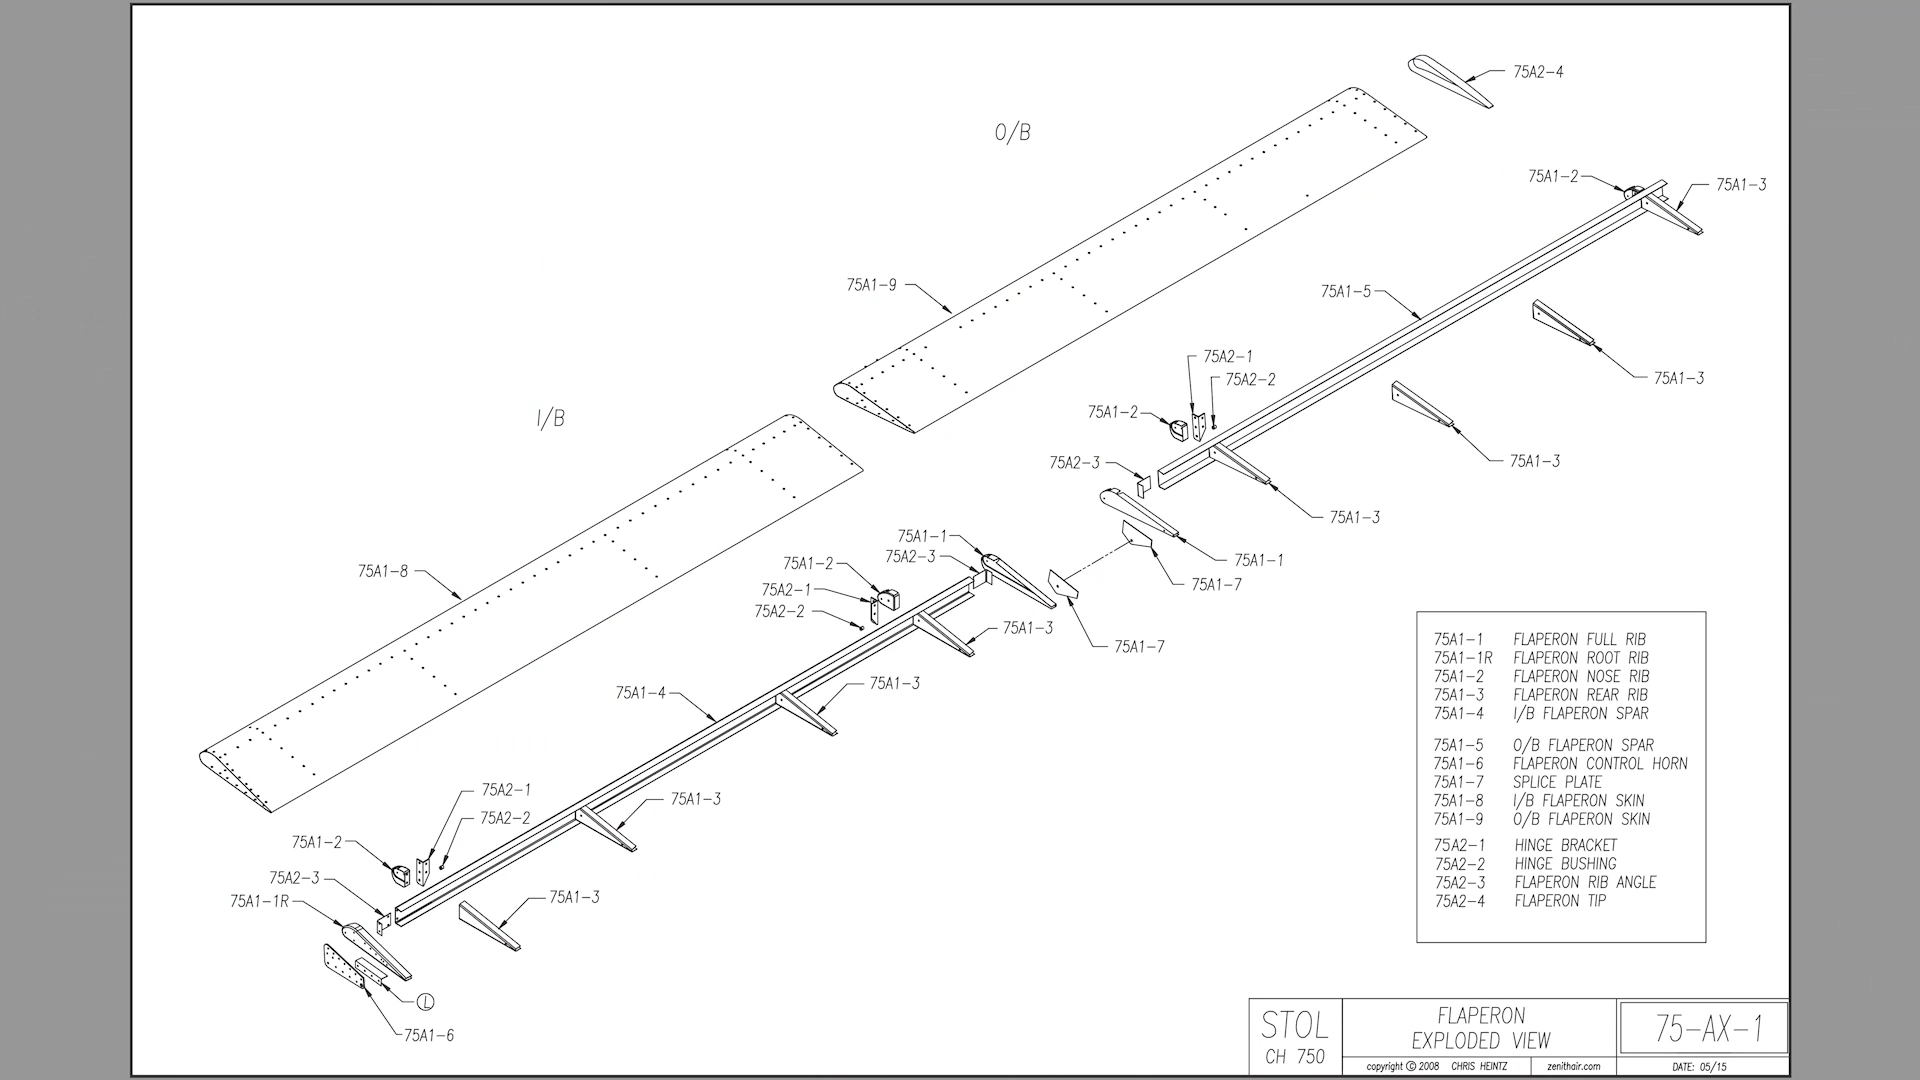 75A2-4
O/B
75A1-2
75A1-3
75A1-9
75A1-5
75A2-1
75A2-2
75A1-3
75A1-2
I/B
75A2-3
75A1-3
75A1-3
75A1-1
75A2-3
75A1-1
75A1-2
75A1-8
75A1-7
75A2-1
75A2-2
75A1-3
75A1-7
75A1-3
75A1-4
75A2-1
75A1-3
75A2-2
75A1-2
75A2-3
75A1-1R
75A1-3
L
75A1-6
75A1-1 FLAPERON FULL RIB
75A1-1R FLAPERON ROOT RIB
75A1-2 FLAPERON NOSE RIB
75A1-3 FLAPERON REAR RIB
75A1-4 I/B FLAPERON SPAR
75A1-5 O/B FLAPERON SPAR
75A1-6 FLAPERON CONTROL HORN
75A1-7 SPLICE PLATE
75A1-8 I/B FLAPERON SKIN
75A1-9 O/B FLAPERON SKIN
75A2-1 HINGE BRACKET
75A2-2 HINGE BUSHING
75A2-3 FLAPERON RIB ANGLE
75A2-4 FLAPERON TIP
STOL
CH 750
FLAPERON
EXPLODED VIEW
75-AX-1
copyright © 2008 CHRIS HEINTZ
zenithair.com
DATE: 05/15